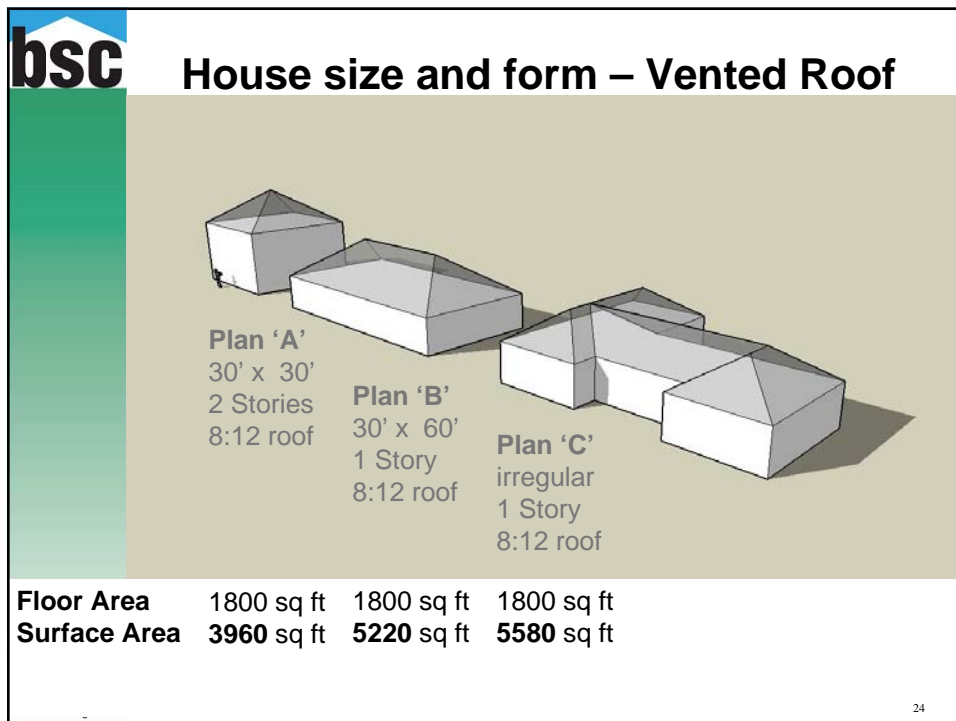 bsc
House size and form – Vented Roof
Plan ‘A’
30’ x 30’
2 Stories
8:12 roof
Plan ‘B’
30’ x 60’
1 Story
8:12 roof
Plan ‘C’
irregular
1 Story
8:12 roof
Floor Area 1800 sq ft 1800 sq ft 1800 sq ft
Surface Area 3960 sq ft 5220 sq ft 5580 sq ft
24